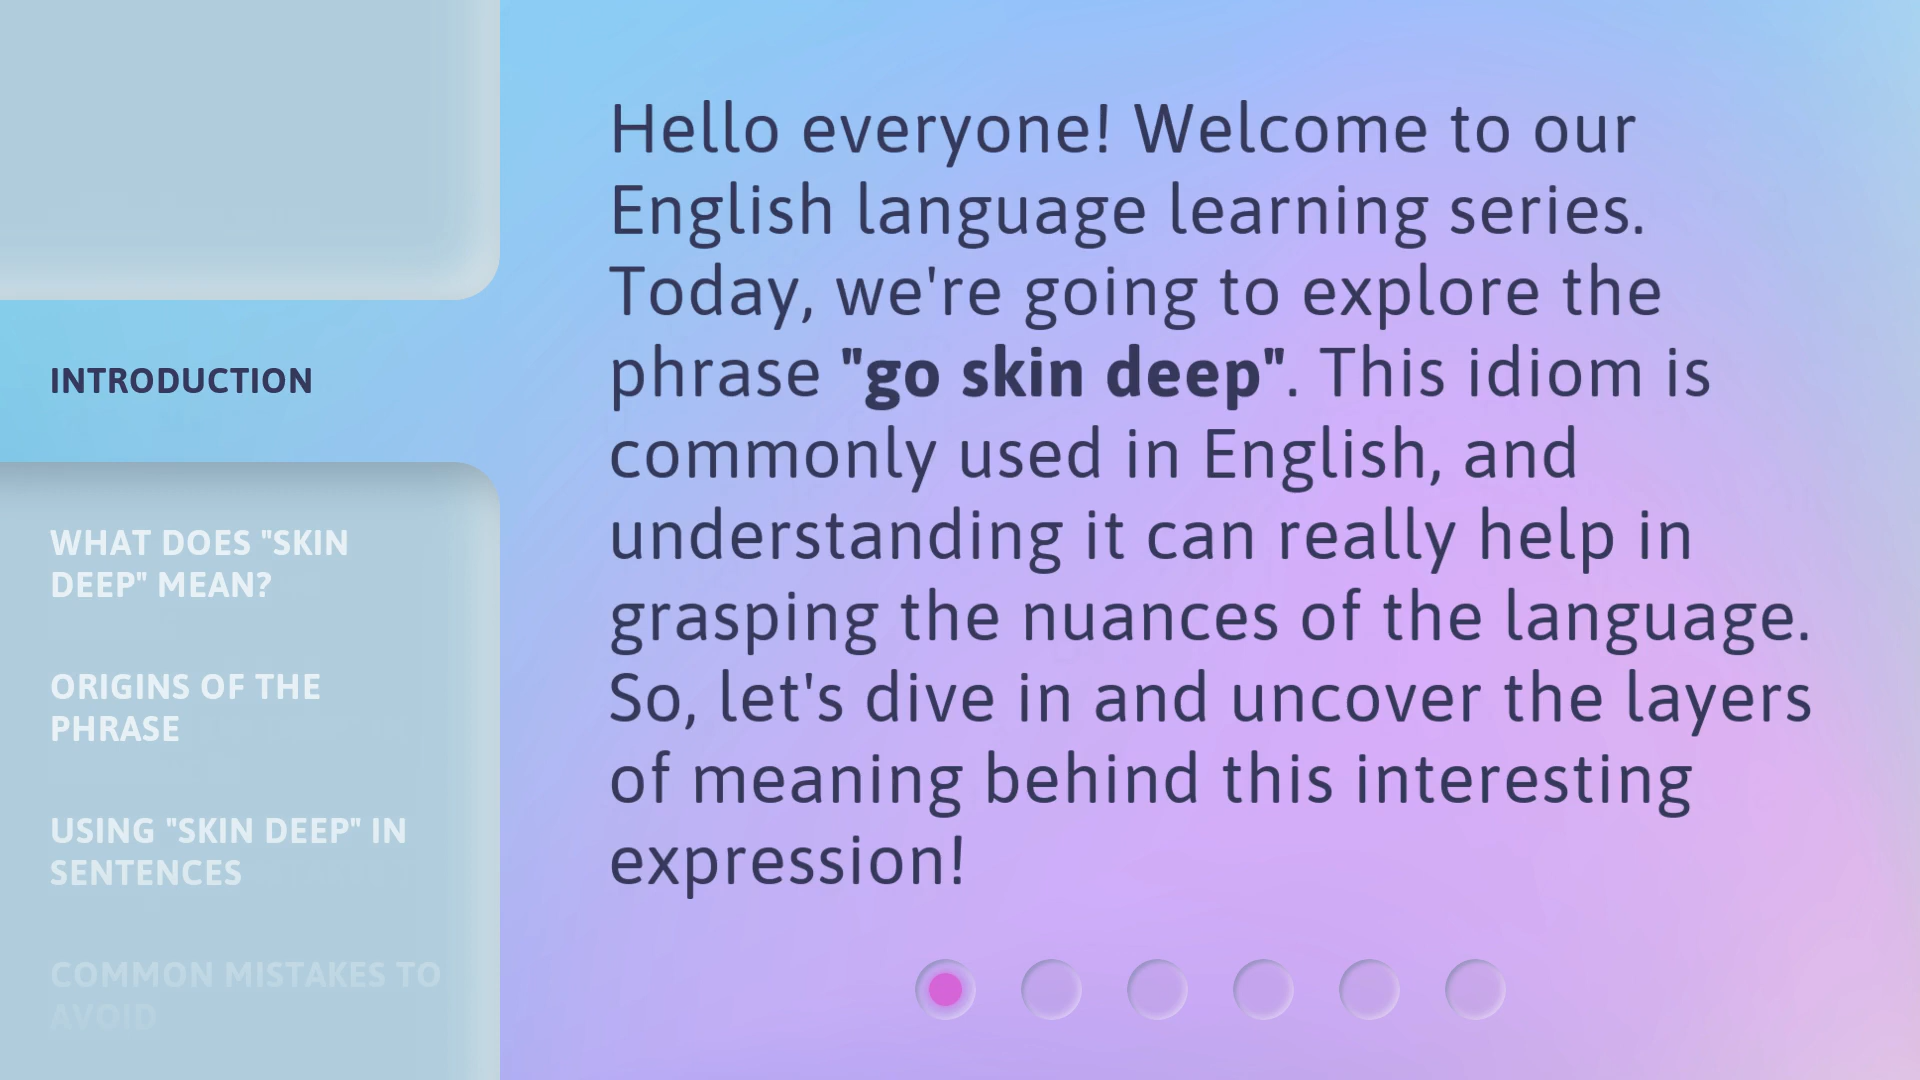 INTRODUCTION
WHAT DOES "SKIN
DEEP" MEAN?
ORIGINS OF THE
PHRASE
USING "SKIN DEEP" IN
SENTENCES
COMMON MISTAKES TO
AVOID
Hello everyone! Welcome to our
English language learning series.
Today, we're going to explore the
phrase "go skin deep". This idiom is
commonly used in English, and
understanding it can really help in
grasping the nuances of the language.
So, let's dive in and uncover the layers
of meaning behind this interesting
expression!